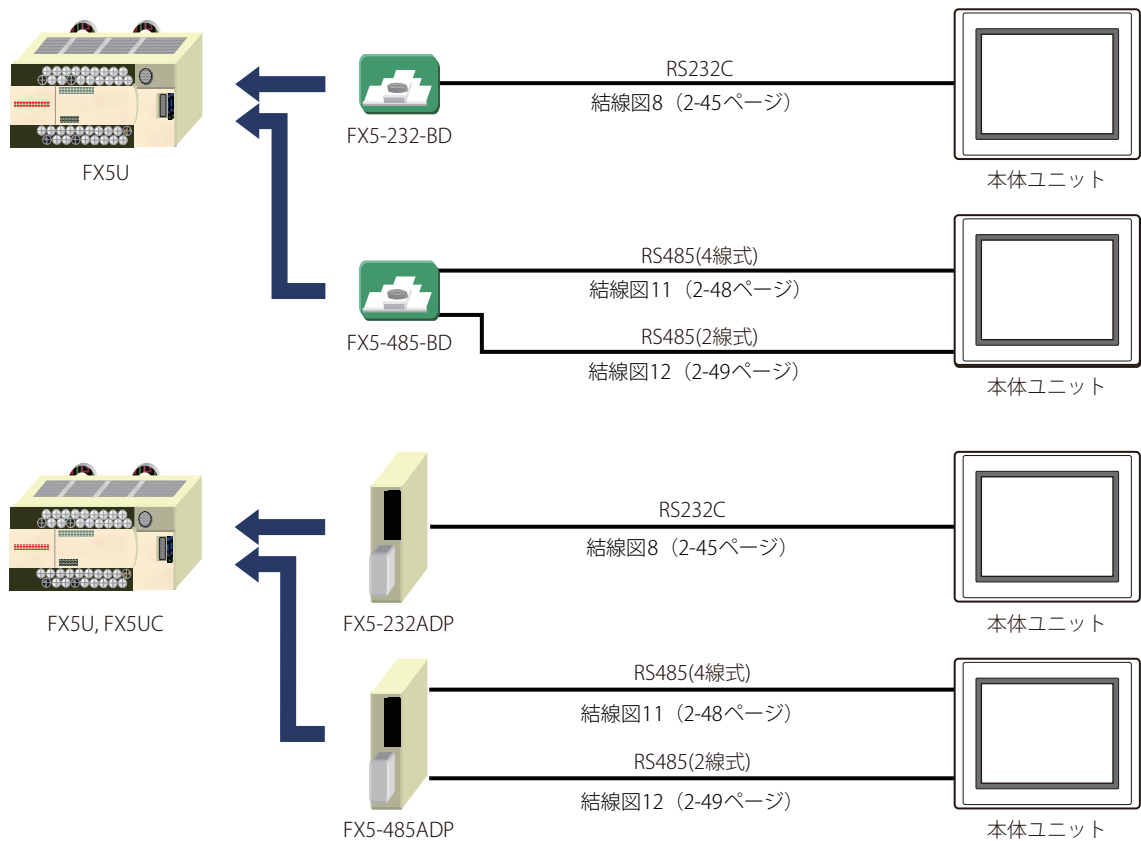 RS232C
結線図8（2-45ページ）
FX5-232-BD
FX5U
本体ユニット
RS485(4線式)
結線図11（2-48ページ）
FX5-485-BD
RS485(2線式)
結線図12（2-49ページ）
本体ユニット
RS232C
結線図8（2-45ページ）
FX5U, FX5UC
FX5-232ADP
本体ユニット
RS485(4線式)
結線図11（2-48ページ）
RS485(2線式)
結線図12（2-49ページ）
FX5-485ADP
本体ユニット